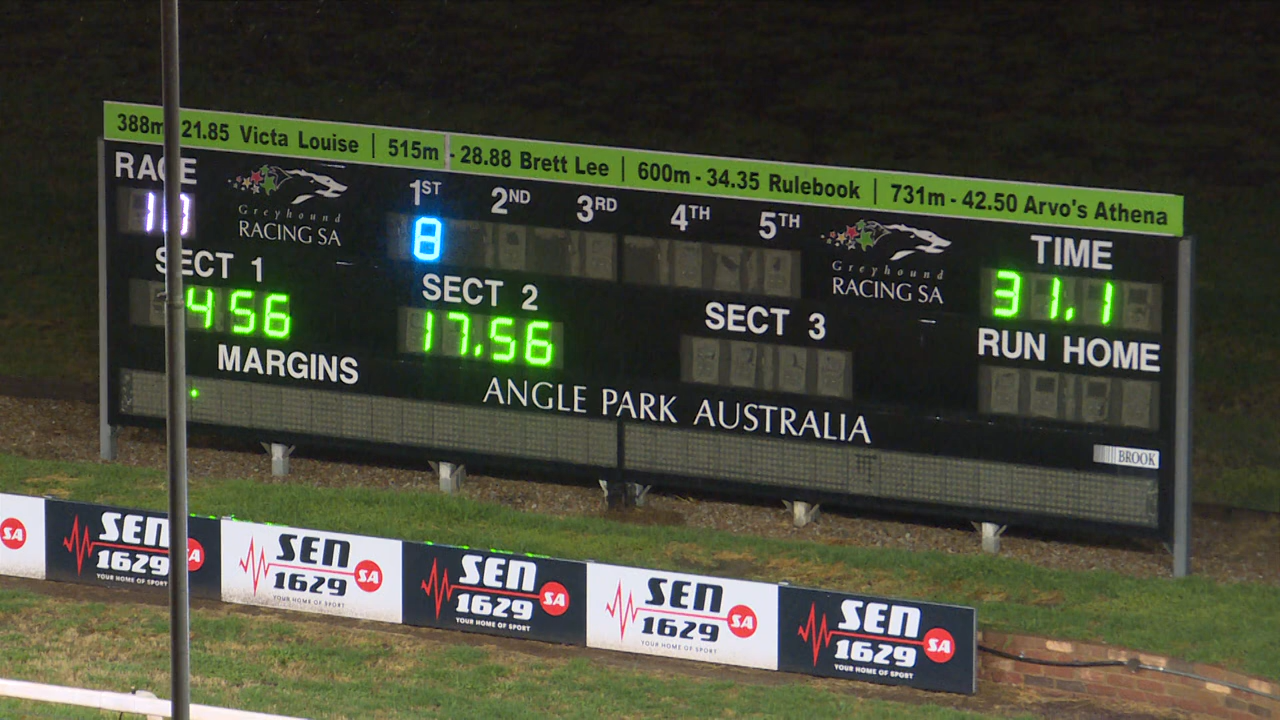 388m 21.85 Victa Louise | 515m - 28.88 Brett Lee | 600m - 34.35 Rulebook | 731m - 42.50 Arvo's Athena
RACE
1ST 2ND 3RD 4TH 5TH
Greyhound
RACING SA
8
Greyhound
RACING SA
TIME
31.1
SECT 1
456
SECT 2
17.56
SECT 3
RUN HOME
MARGINS
ANGLE PARK AUSTRALIA
BROOK
SA
SEN
1629
YOUR HOME OF SPORT
SEN
1629
SA
YOUR HOME OF SPORT
SEN
1629
SA
YOUR HOME OF SPORT
SEN
1629
SA
YOUR HOME OF SPORT
SEN
1629
SA
YOUR HOME OF SPORT